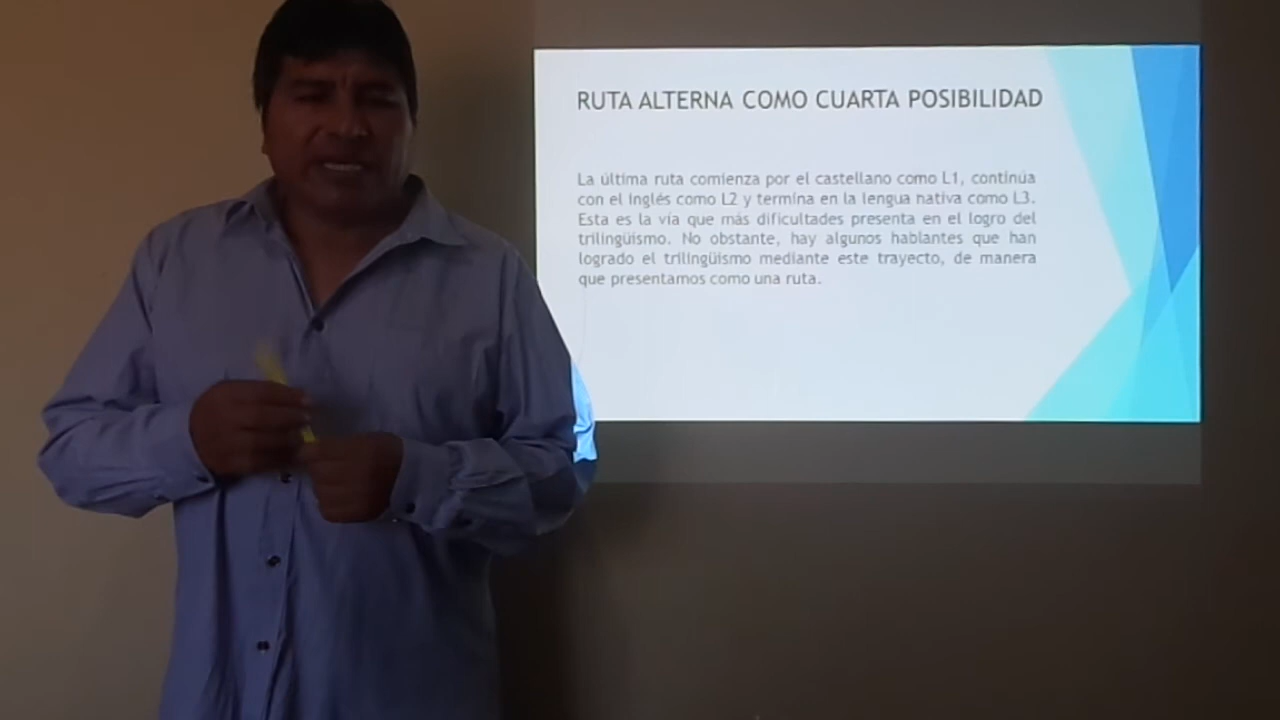 RUTA ALTERNA COMO CUARTA POSIBILIDAD
La última ruta comienza por el castellano como L1, continúa
con el inglés como L2 y termina en la lengua nativa como L3.
Esta es la vía que más dificultades presenta en el logro del
trilingüismo. No obstante, hay algunos hablantes que han
logrado el trilingüismo mediante este trayecto, de manera
que presentamos como una ruta.